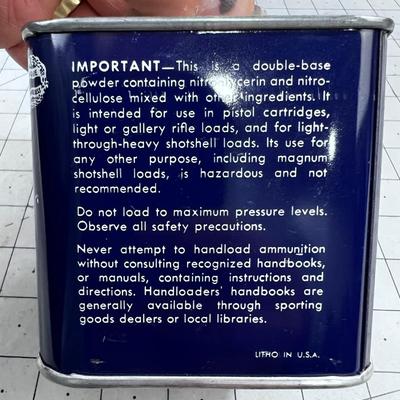 IMPORTANT—This is a double-base
powder containing nitroglycerin and nitro-
cellulose mixed with other ingredients. It
is intended for use in pistol cartridges,
light or gallery rifle loads, and for light-
through-heavy shotshell loads. Its use for
any other purpose, including magnum
shotshell loads, is hazardous and not
recommended.
Do not load to maximum pressure levels.
Observe all safety precautions.
Never attempt to handload ammunition
without consulting recognized handbooks,
or manuals, containing instructions and
directions. Handloaders' handbooks are
generally available through sporting
goods dealers or local libraries.
LITHO IN U.S.A.